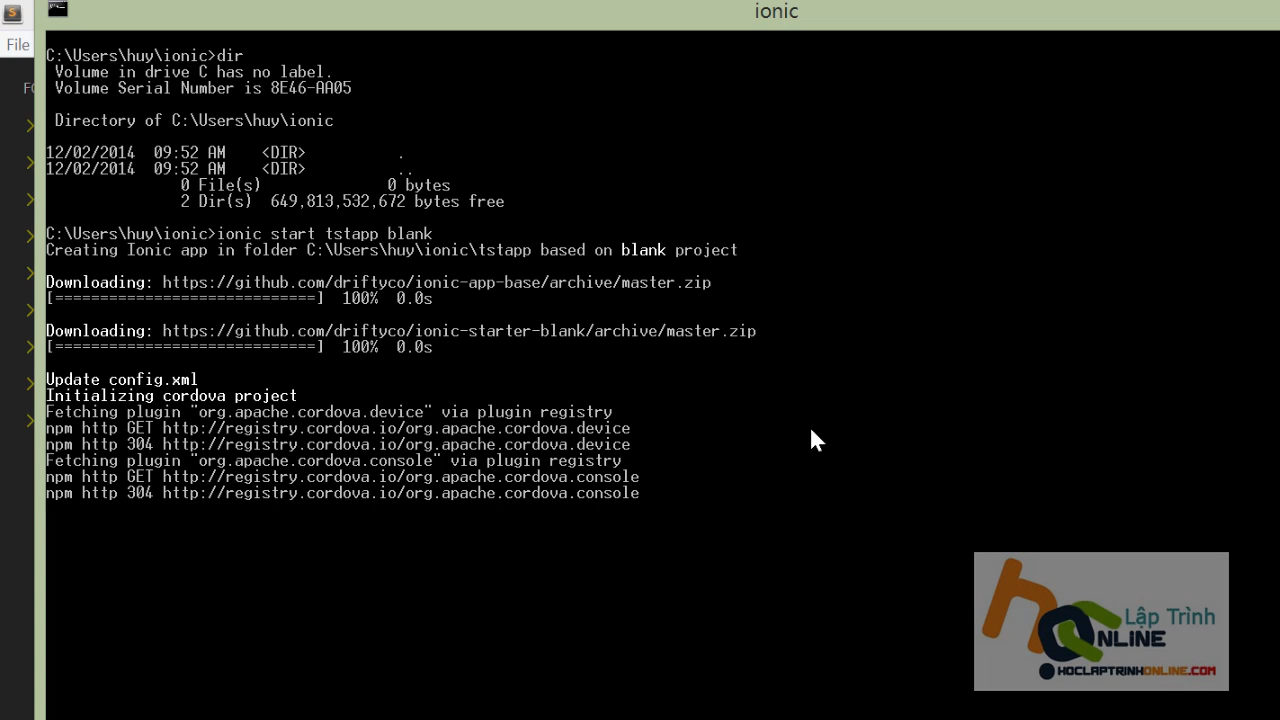 ionic
File
FO
C:\Users\huy\ionic>dir
Volume in drive C has no label.
Volume Serial Number is 8E46-AA05
Directory of C:\Users\huy\ionic
12/02/2014  09:52 AM    <DIR>          .
12/02/2014  09:52 AM    <DIR>          ..
0 File(s)              0 bytes
2 Dir(s)  649,813,532,672 bytes free
C:\Users\huy\ionic>ionic start tstapp blank
Creating Ionic app in folder C:\Users\huy\ionic\tstapp based on blank project
Downloading: https://github.com/driftyco/ionic-app-base/archive/master.zip
[=============================]  100%  0.0s
Downloading: https://github.com/driftyco/ionic-starter-blank/archive/master.zip
[=============================]  100%  0.0s
Update config.xml
Initializing cordova project
Fetching plugin "org.apache.cordova.device" via plugin registry
npm http GET http://registry.cordova.io/org.apache.cordova.device
npm http 304 http://registry.cordova.io/org.apache.cordova.device
Fetching plugin "org.apache.cordova.console" via plugin registry
npm http GET http://registry.cordova.io/org.apache.cordova.console
npm http 304 http://registry.cordova.io/org.apache.cordova.console
Lập Trình
ONLINE
HOCLAPTRINHONLINE.COM